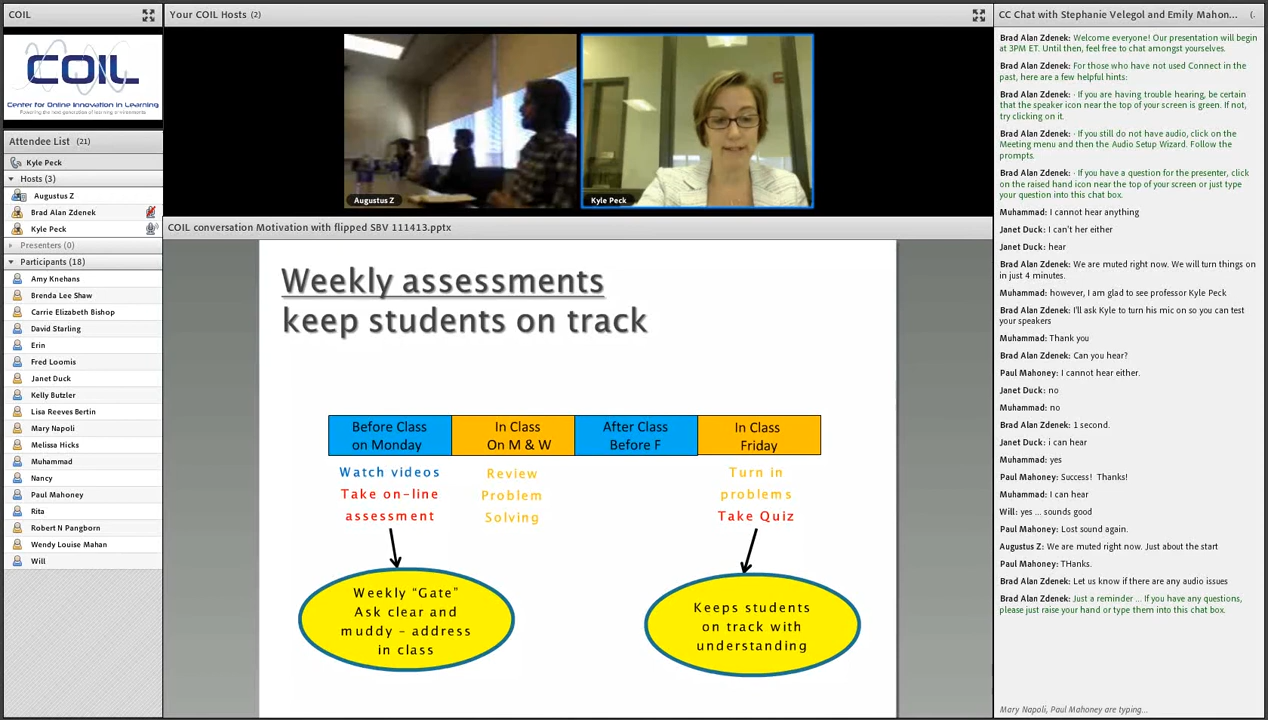 COIL
COIL
Center for Online Innovation in Learning
Powering the next generation of learning environments
Attendee List (21)
Kyle Peck
Hosts (3)
Augustus Z
Brad Alan Zdenek
Kyle Peck
Presenters (0)
Participants (18)
Amy Knehans
Brenda Lee Shaw
Carrie Elizabeth Bishop
David Starling
Erin
Fred Loomis
Janet Duck
Kelly Butzler
Lisa Reeves Bertin
Mary Napoli
Melissa Hicks
Muhammad
Nancy
Paul Mahoney
Rita
Robert N Pangborn
Wendy Louise Mahan
Will
Your COIL Hosts (2)
Augustus Z
Kyle Peck
COIL conversation Motivation with flipped SBV 111413.pptx
Weekly assessments
keep students on track
Before Class
on Monday
In Class
On M & W
After Class
Before F
In Class
Friday
Watch videos
Take on-line
assessment
Review
Problem
Solving
Turn in
problems
Take Quiz
Weekly "Gate"
Ask clear and
muddy – address
in class
Keeps students
on track with
understanding
CC Chat with Stephanie Velegol and Emily Mahon...
Brad Alan Zdenek: Welcome everyone! Our presentation will begin
at 3PM ET. Until then, feel free to chat amongst yourselves.
Brad Alan Zdenek: For those who have not used Connect in the
past, here are a few helpful hints:
Brad Alan Zdenek: · If you are having trouble hearing, be certain
that the speaker icon near the top of your screen is green. If not,
try clicking on it.
Brad Alan Zdenek: · If you still do not have audio, click on the
Meeting menu and then the Audio Setup Wizard. Follow the
prompts.
Brad Alan Zdenek: · If you have a question for the presenter, click
on the raised hand icon near the top of your screen or just type
your question into this chat box.
Muhammad: I cannot hear anything
Janet Duck: I can't her either
Janet Duck: hear
Brad Alan Zdenek: We are muted right now. We will turn things on
in just 4 minutes.
Muhammad: however, I am glad to see professor Kyle Peck
Brad Alan Zdenek: I'll ask Kyle to turn his mic on so you can test
your speakers
Muhammad: Thank you
Brad Alan Zdenek: Can you hear?
Paul Mahoney: I cannot hear either.
Janet Duck: no
Muhammad: no
Brad Alan Zdenek: 1 second.
Janet Duck: i can hear
Muhammad: yes
Paul Mahoney: Success! Thanks!
Muhammad: I can hear
Will: yes ... sounds good
Paul Mahoney: Lost sound again.
Augustus Z: We are muted right now. Just about the start
Paul Mahoney: THanks.
Brad Alan Zdenek: Let us know if there are any audio issues
Brad Alan Zdenek: Just a reminder ... If you have any questions,
please just raise your hand or type them into this chat box.
Mary Napoli, Paul Mahoney are typing...